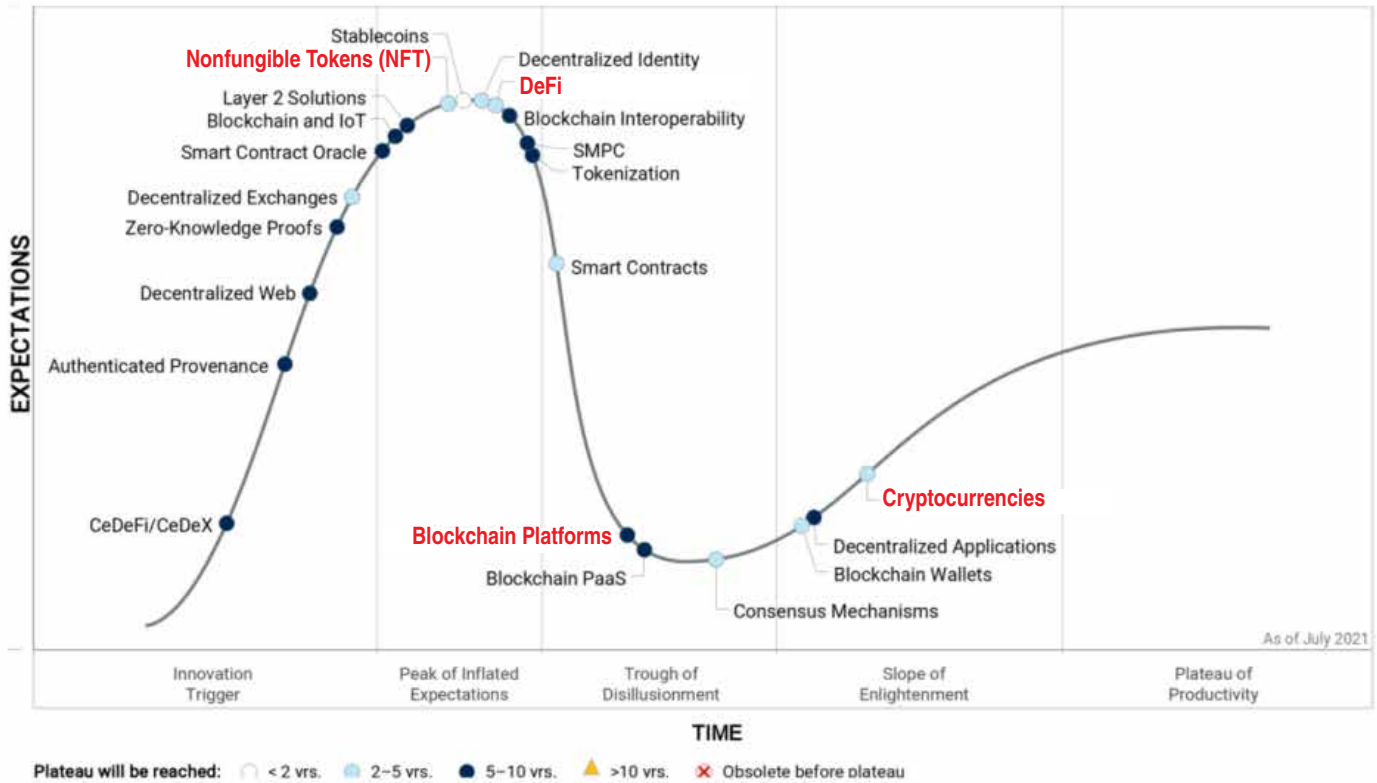 Stablecoins
Nonfungible Tokens (NFT)
Decentralized Identity
DeFi
Layer 2 Solutions
Blockchain and IoT
Blockchain Interoperability
Smart Contract Oracle
SMPC
Tokenization
Decentralized Exchanges
Zero-Knowledge Proofs
Smart Contracts
Decentralized Web
Authenticated Provenance
CeDeFi/CeDeX
Blockchain Platforms
Blockchain PaaS
Cryptocurrencies
Decentralized Applications
Blockchain Wallets
Consensus Mechanisms
EXPECTATIONS
As of July 2021
Innovation
Trigger
Peak of Inflated
Expectations
Trough of
Disillusionment
Slope of
Enlightenment
Plateau of
Productivity
TIME
Plateau will be reached: < 2 yrs. 2–5 yrs. 5–10 yrs. >10 yrs. Obsolete before plateau